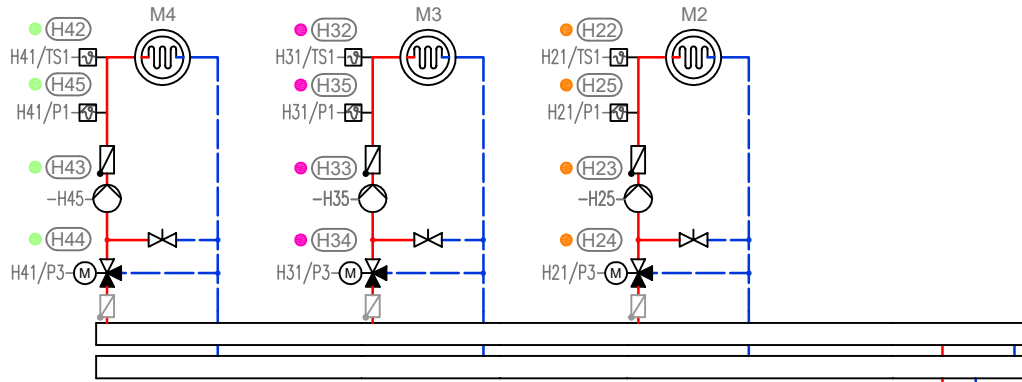 M4
M3
M2
H42
H32
H22
H41/TS1
H31/TS1
H21/TS1
H45
H35
H25
H41/P1
H31/P1
H21/P1
H43
H33
H23
-H45-
-H35-
-H25-
H44
H34
H24
H41/P3
M
H31/P3
M
H21/P3
M